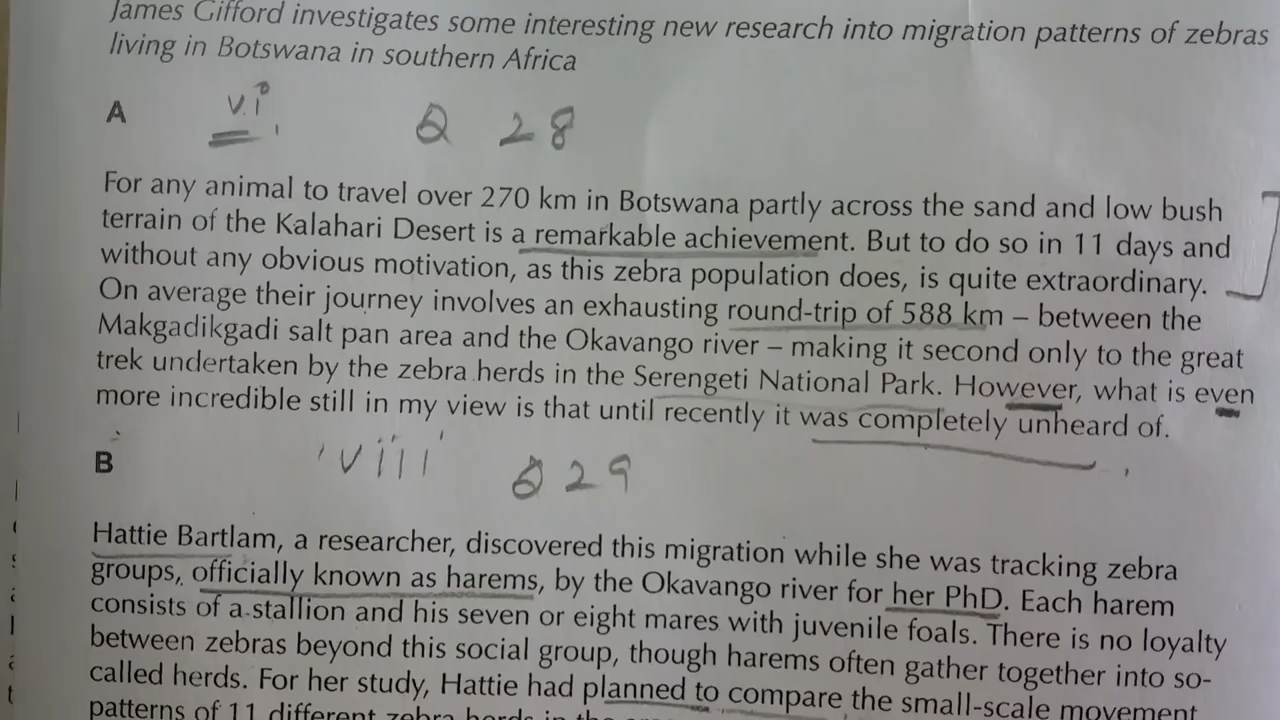 James Gifford investigates some interesting new research into migration patterns of zebras
living in Botswana in southern Africa
A vi Q 28
For any animal to travel over 270 km in Botswana partly across the sand and low bush
terrain of the Kalahari Desert is a remarkable achievement. But to do so in 11 days and
without any obvious motivation, as this zebra population does, is quite extraordinary.
On average their journey involves an exhausting round-trip of 588 km – between the
Makgadikgadi salt pan area and the Okavango river – making it second only to the great
trek undertaken by the zebra herds in the Serengeti National Park. However, what is even
more incredible still in my view is that until recently it was completely unheard of.
B viii Q 29
Hattie Bartlam, a researcher, discovered this migration while she was tracking zebra
groups, officially known as harems, by the Okavango river for her PhD. Each harem
consists of a stallion and his seven or eight mares with juvenile foals. There is no loyalty
between zebras beyond this social group, though harems often gather together into so-
called herds. For her study, Hattie had planned to compare the small-scale movement
patterns of 11 different zebra herds in the